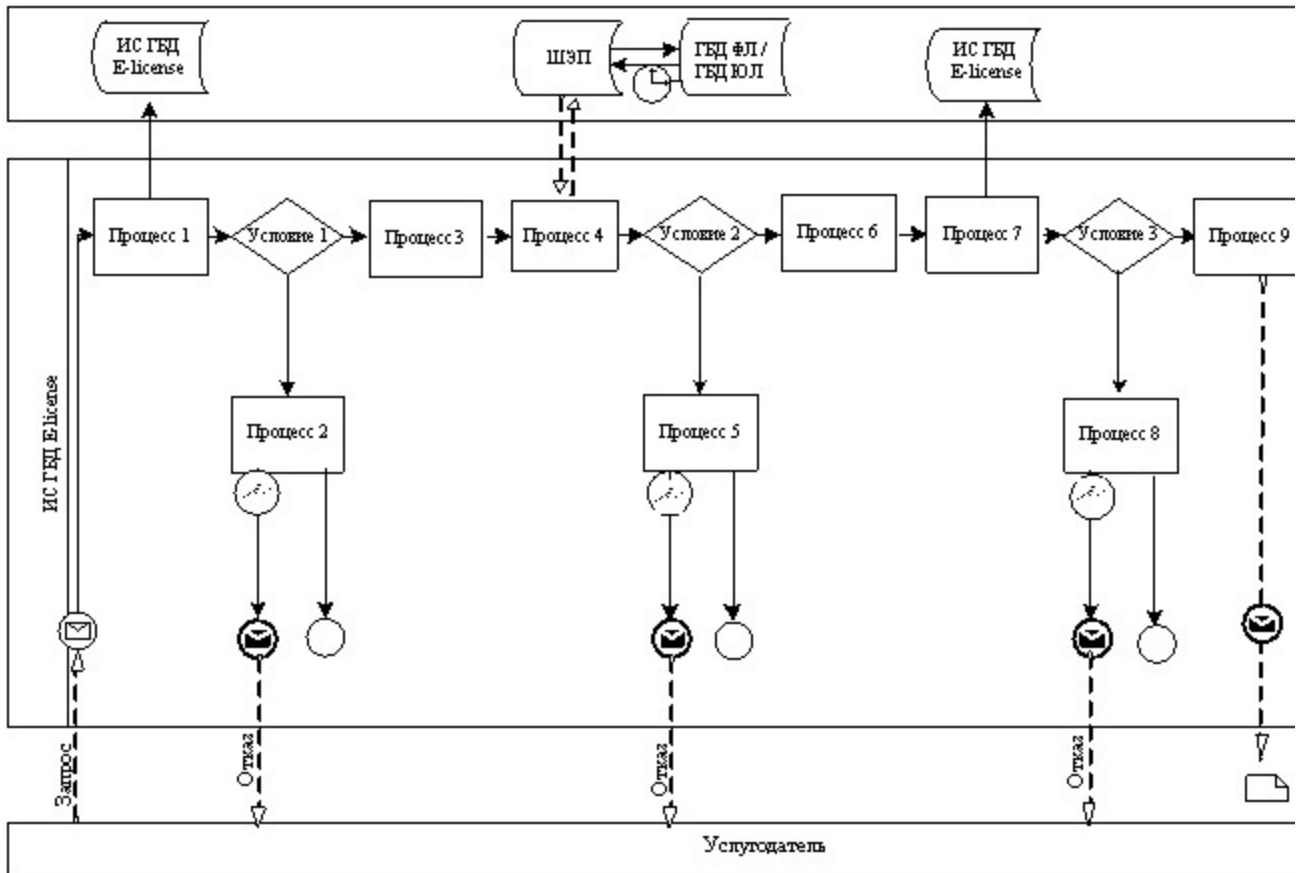 ИС ГБД
E-license
ШЭП
ГБД ФЛ /
ГБД ЮЛ
ИС ГБД
E-license
Процесс 1
Условие 1
Процесс 3
Процесс 4
Условие 2
Процесс 6
Процесс 7
Условие 3
Процесс 9
Процесс 2
Процесс 5
Процесс 8
ИС ГБД E-license
Запрос
Отказ
Отказ
Отказ
Услугодатель